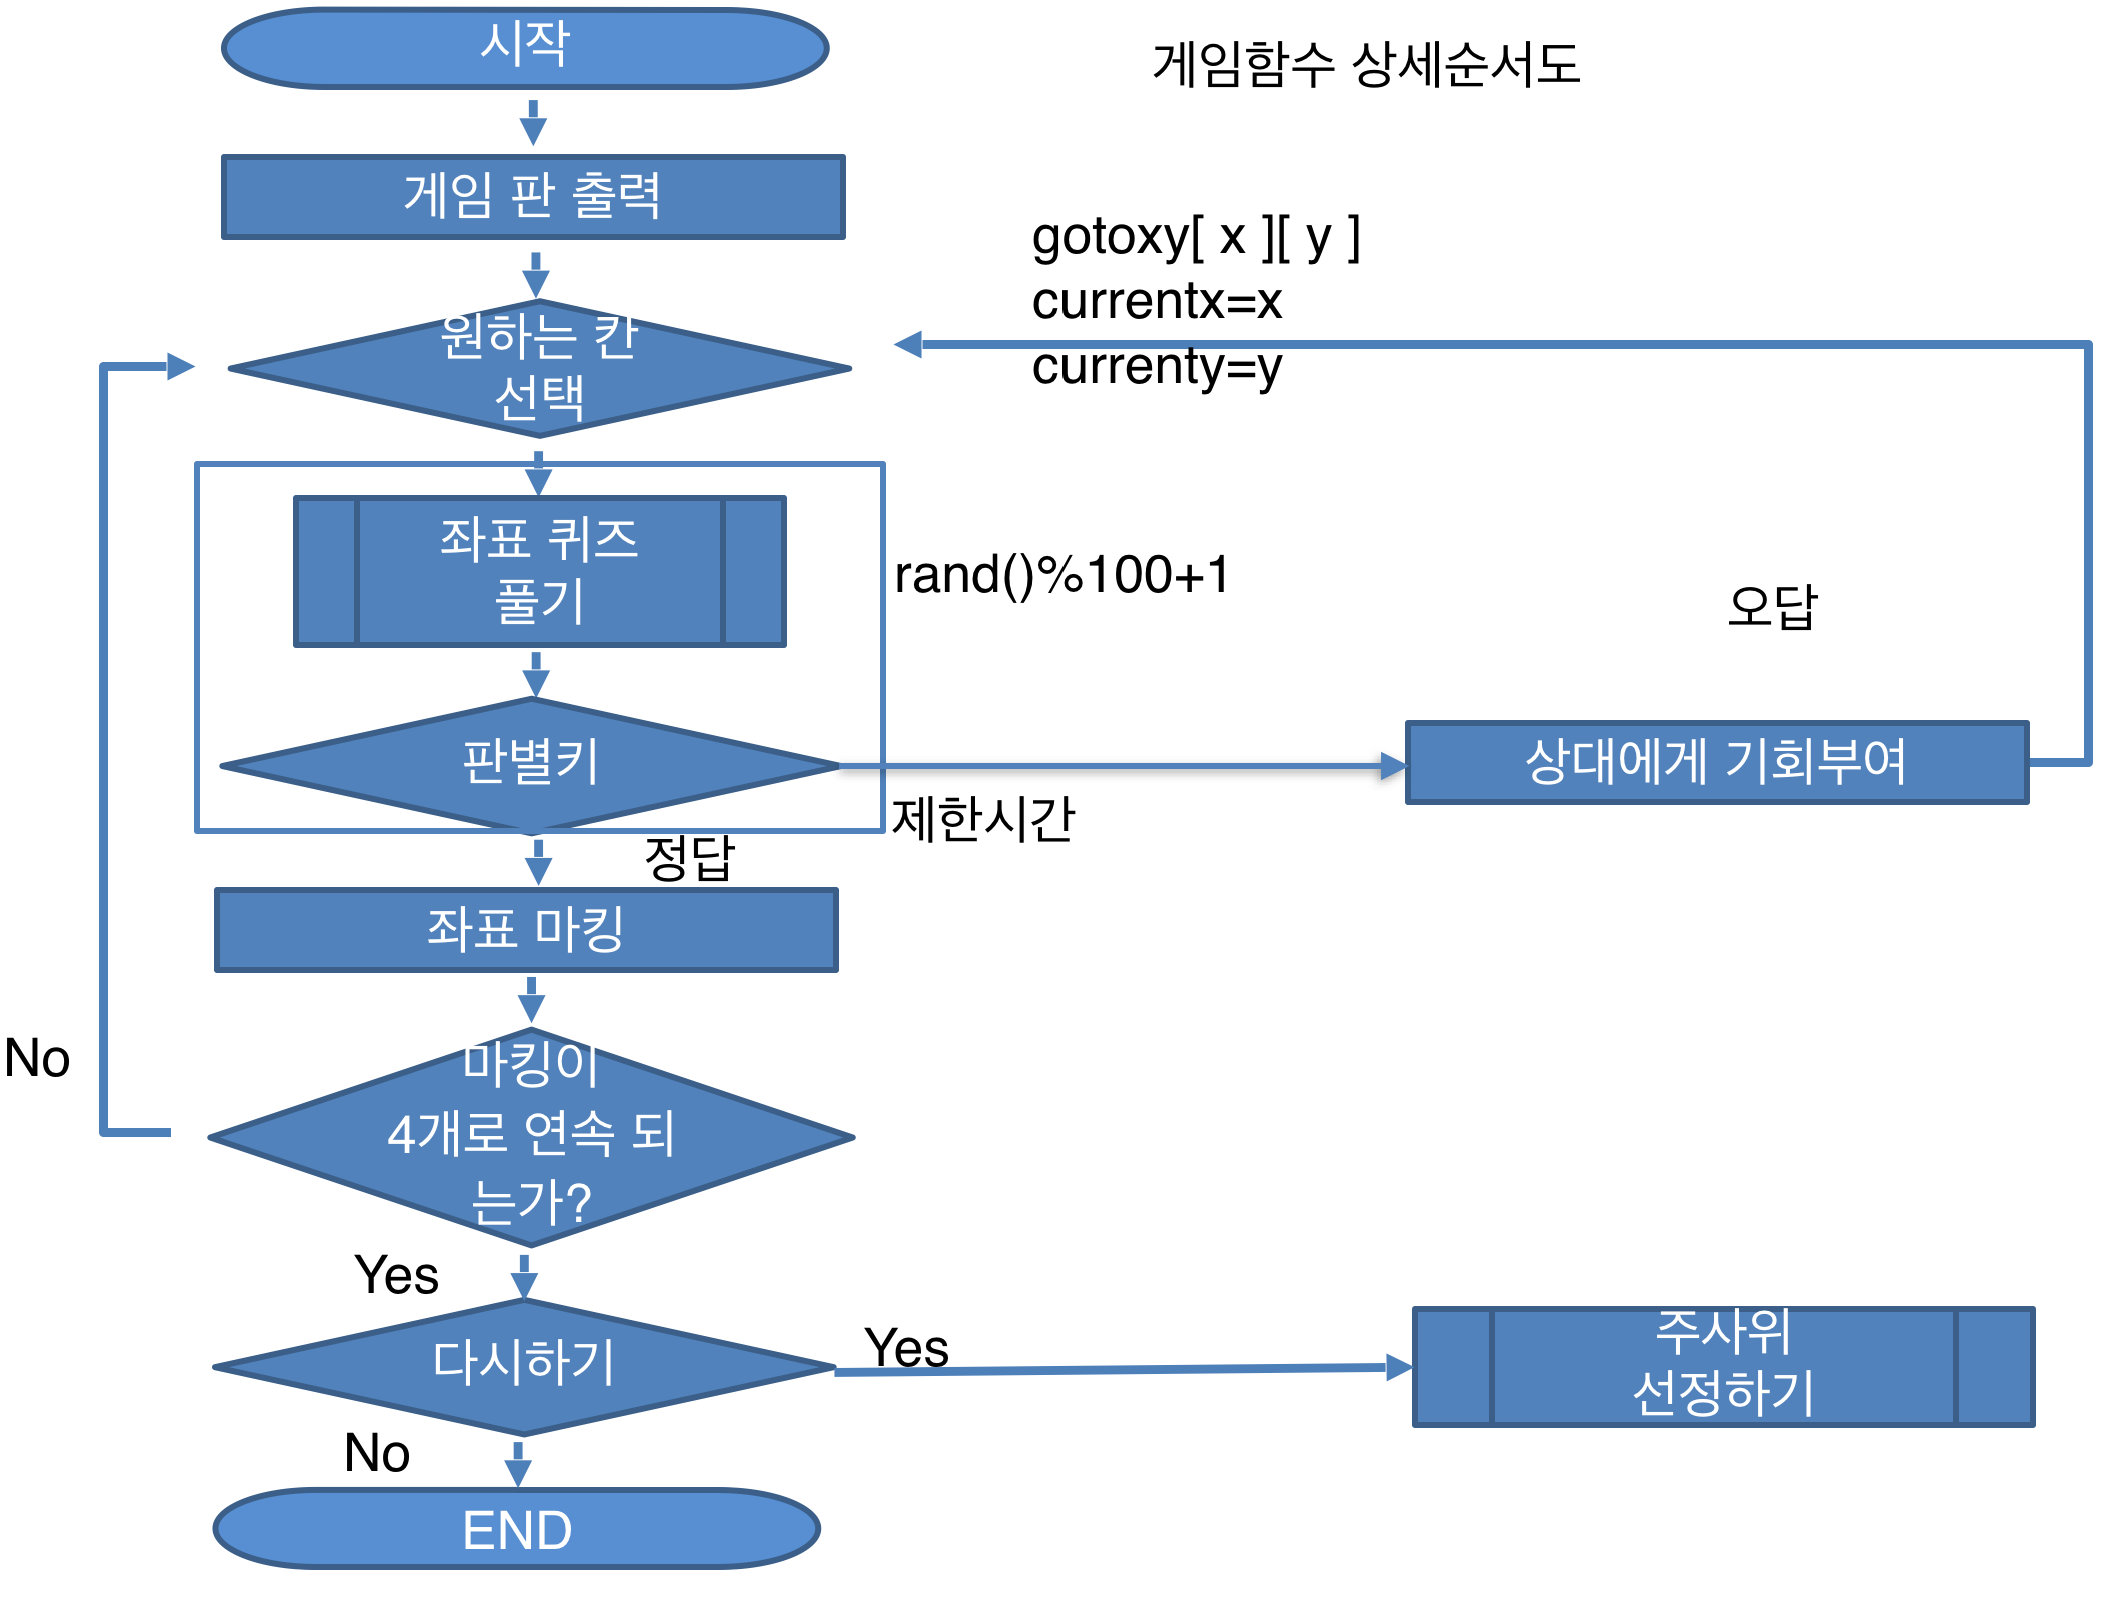 시작
게임함수 상세순서도
게임 판 출력
gotoxy[ x ][ y ]
currentx=x
currenty=y
원하는 칸
선택
좌표 퀴즈
풀기
rand()%100+1
오답
판별키
상대에게 기회부여
제한시간
정답
좌표 마킹
No
마킹이
4개로 연속 되
는가?
Yes
다시하기
Yes
주사위
선정하기
No
END